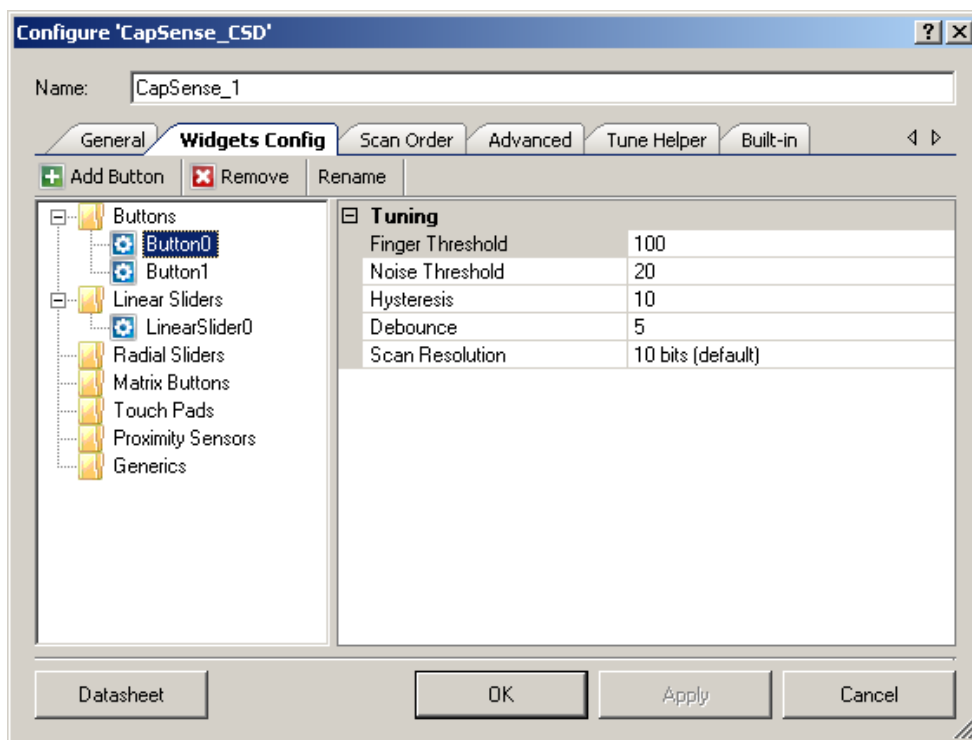 Configure 'CapSense_CSD'
Name: CapSense_1
General Widgets Config Scan Order Advanced Tune Helper Built-in
Add Button Remove Rename
Buttons
Button0
Button1
Linear Sliders
LinearSlider0
Radial Sliders
Matrix Buttons
Touch Pads
Proximity Sensors
Generics
Tuning
Finger Threshold 100
Noise Threshold 20
Hysteresis 10
Debounce 5
Scan Resolution 10 bits (default)
Datasheet OK Apply Cancel